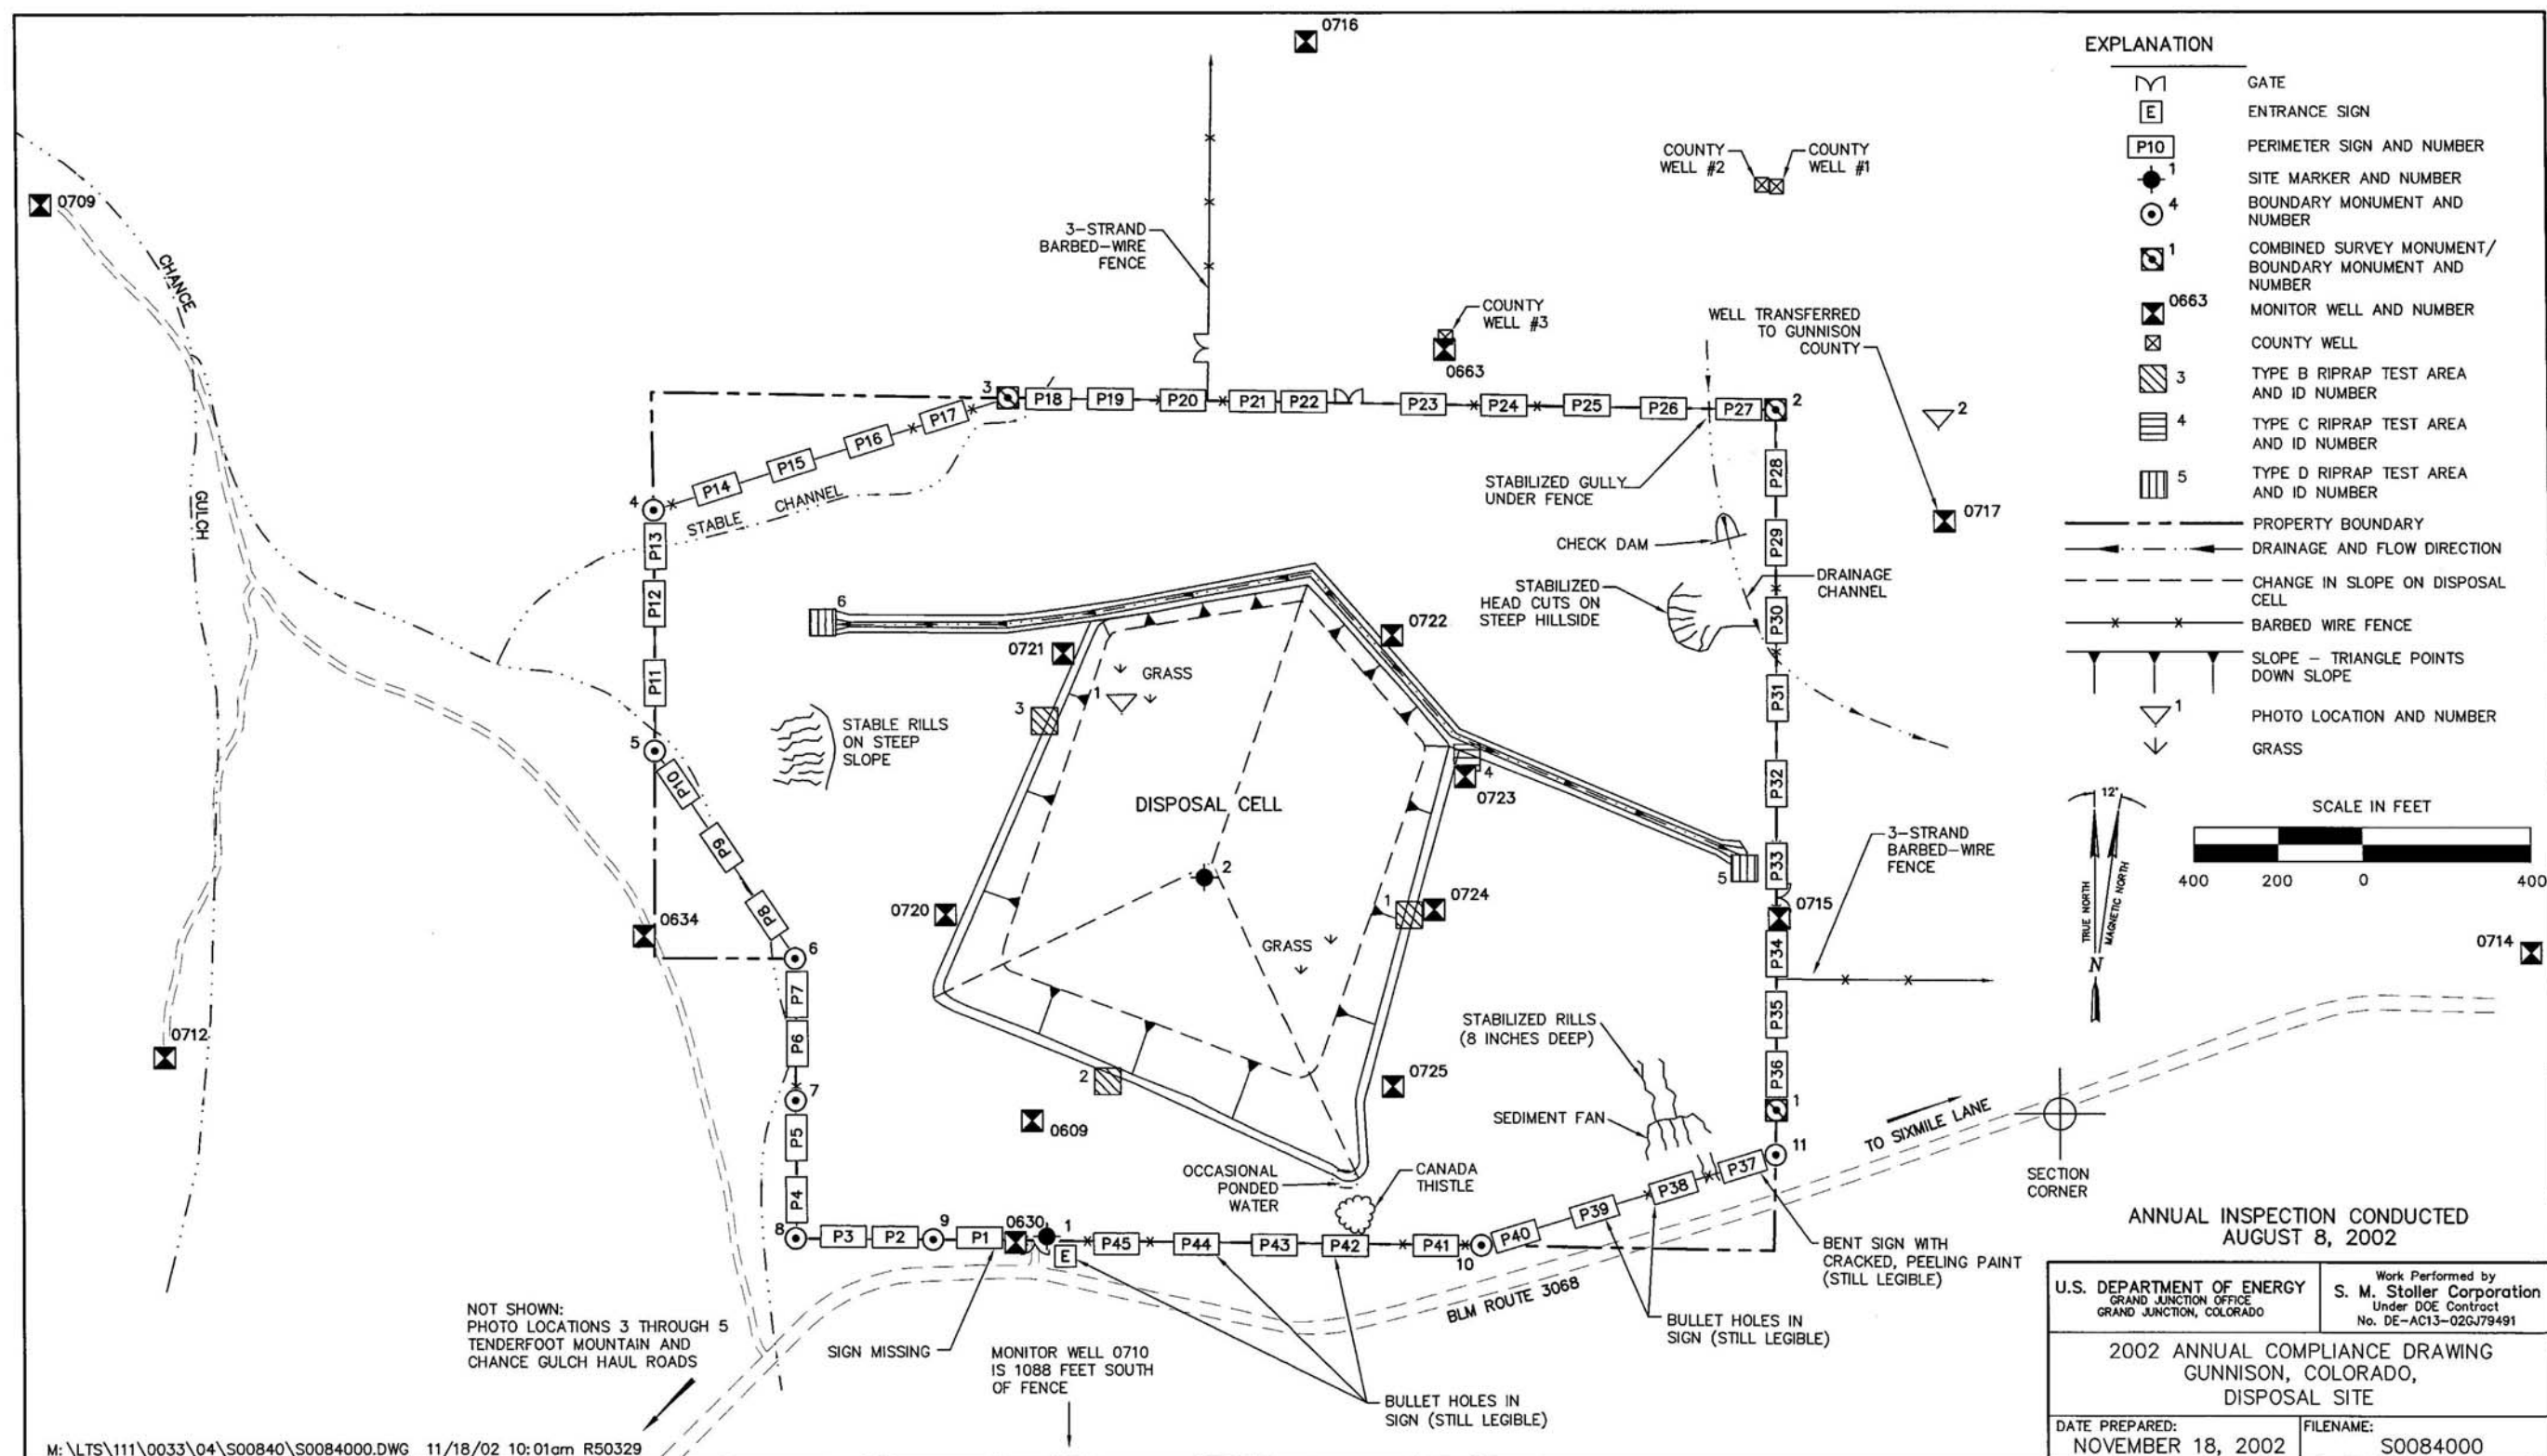 0716
EXPLANATION
GATE
E
ENTRANCE SIGN
P10
PERIMETER SIGN AND NUMBER
1
SITE MARKER AND NUMBER
4
BOUNDARY MONUMENT AND
NUMBER
1
COMBINED SURVEY MONUMENT/
BOUNDARY MONUMENT AND
NUMBER
0663
MONITOR WELL AND NUMBER
COUNTY WELL
3
TYPE B RIPRAP TEST AREA
AND ID NUMBER
4
TYPE C RIPRAP TEST AREA
AND ID NUMBER
5
TYPE D RIPRAP TEST AREA
AND ID NUMBER
PROPERTY BOUNDARY
DRAINAGE AND FLOW DIRECTION
CHANGE IN SLOPE ON DISPOSAL
CELL
BARBED WIRE FENCE
SLOPE – TRIANGLE POINTS
DOWN SLOPE
1
PHOTO LOCATION AND NUMBER
GRASS
12°
TRUE NORTH
MAGNETIC NORTH
N
SCALE IN FEET
400 200 0 400
0709
CHANCE
GULCH
3-STRAND
BARBED-WIRE
FENCE
COUNTY
WELL #2
COUNTY
WELL #1
COUNTY
WELL #3
0663
WELL TRANSFERRED
TO GUNNISON
COUNTY
2
0717
3
P18
P19
P20
P21
P22
P23
P24
P25
P26
P27
2
P17
P16
P15
P14
4
STABLE CHANNEL
STABILIZED GULLY
UNDER FENCE
CHECK DAM
STABILIZED
HEAD CUTS ON
STEEP HILLSIDE
DRAINAGE
CHANNEL
P28
P29
P30
P31
P32
P33
P34
P35
P36
P13
P12
P11
5
P10
P9
P8
6
P7
P6
7
P5
P4
8
6
0721
0722
1
GRASS
3
STABLE RILLS
ON STEEP
SLOPE
DISPOSAL CELL
4
0723
2
3-STRAND
BARBED-WIRE
FENCE
5
0720
1
0724
0715
0634
GRASS
0714
0712
STABILIZED RILLS
(8 INCHES DEEP)
2
0725
0609
SEDIMENT FAN
1
11
TO SIXMILE LANE
SECTION
CORNER
OCCASIONAL
PONDED
WATER
CANADA
THISTLE
P3
P2
9
P1
0630
1
E
P45
P44
P43
P42
P41
10
P40
P39
P38
P37
BENT SIGN WITH
CRACKED, PEELING PAINT
(STILL LEGIBLE)
BLM ROUTE 3068
BULLET HOLES IN
SIGN (STILL LEGIBLE)
NOT SHOWN:
PHOTO LOCATIONS 3 THROUGH 5
TENDERFOOT MOUNTAIN AND
CHANCE GULCH HAUL ROADS
SIGN MISSING
MONITOR WELL 0710
IS 1088 FEET SOUTH
OF FENCE
BULLET HOLES IN
SIGN (STILL LEGIBLE)
ANNUAL INSPECTION CONDUCTED
AUGUST 8, 2002
U.S. DEPARTMENT OF ENERGY
GRAND JUNCTION OFFICE
GRAND JUNCTION, COLORADO
Work Performed by
S. M. Stoller Corporation
Under DOE Contract
No. DE-AC13-02GJ79491
2002 ANNUAL COMPLIANCE DRAWING
GUNNISON, COLORADO,
DISPOSAL SITE
DATE PREPARED:
NOVEMBER 18, 2002
FILENAME:
S0084000
M:\LTS\111\0033\04\S00840\S0084000.DWG 11/18/02 10:01am R50329